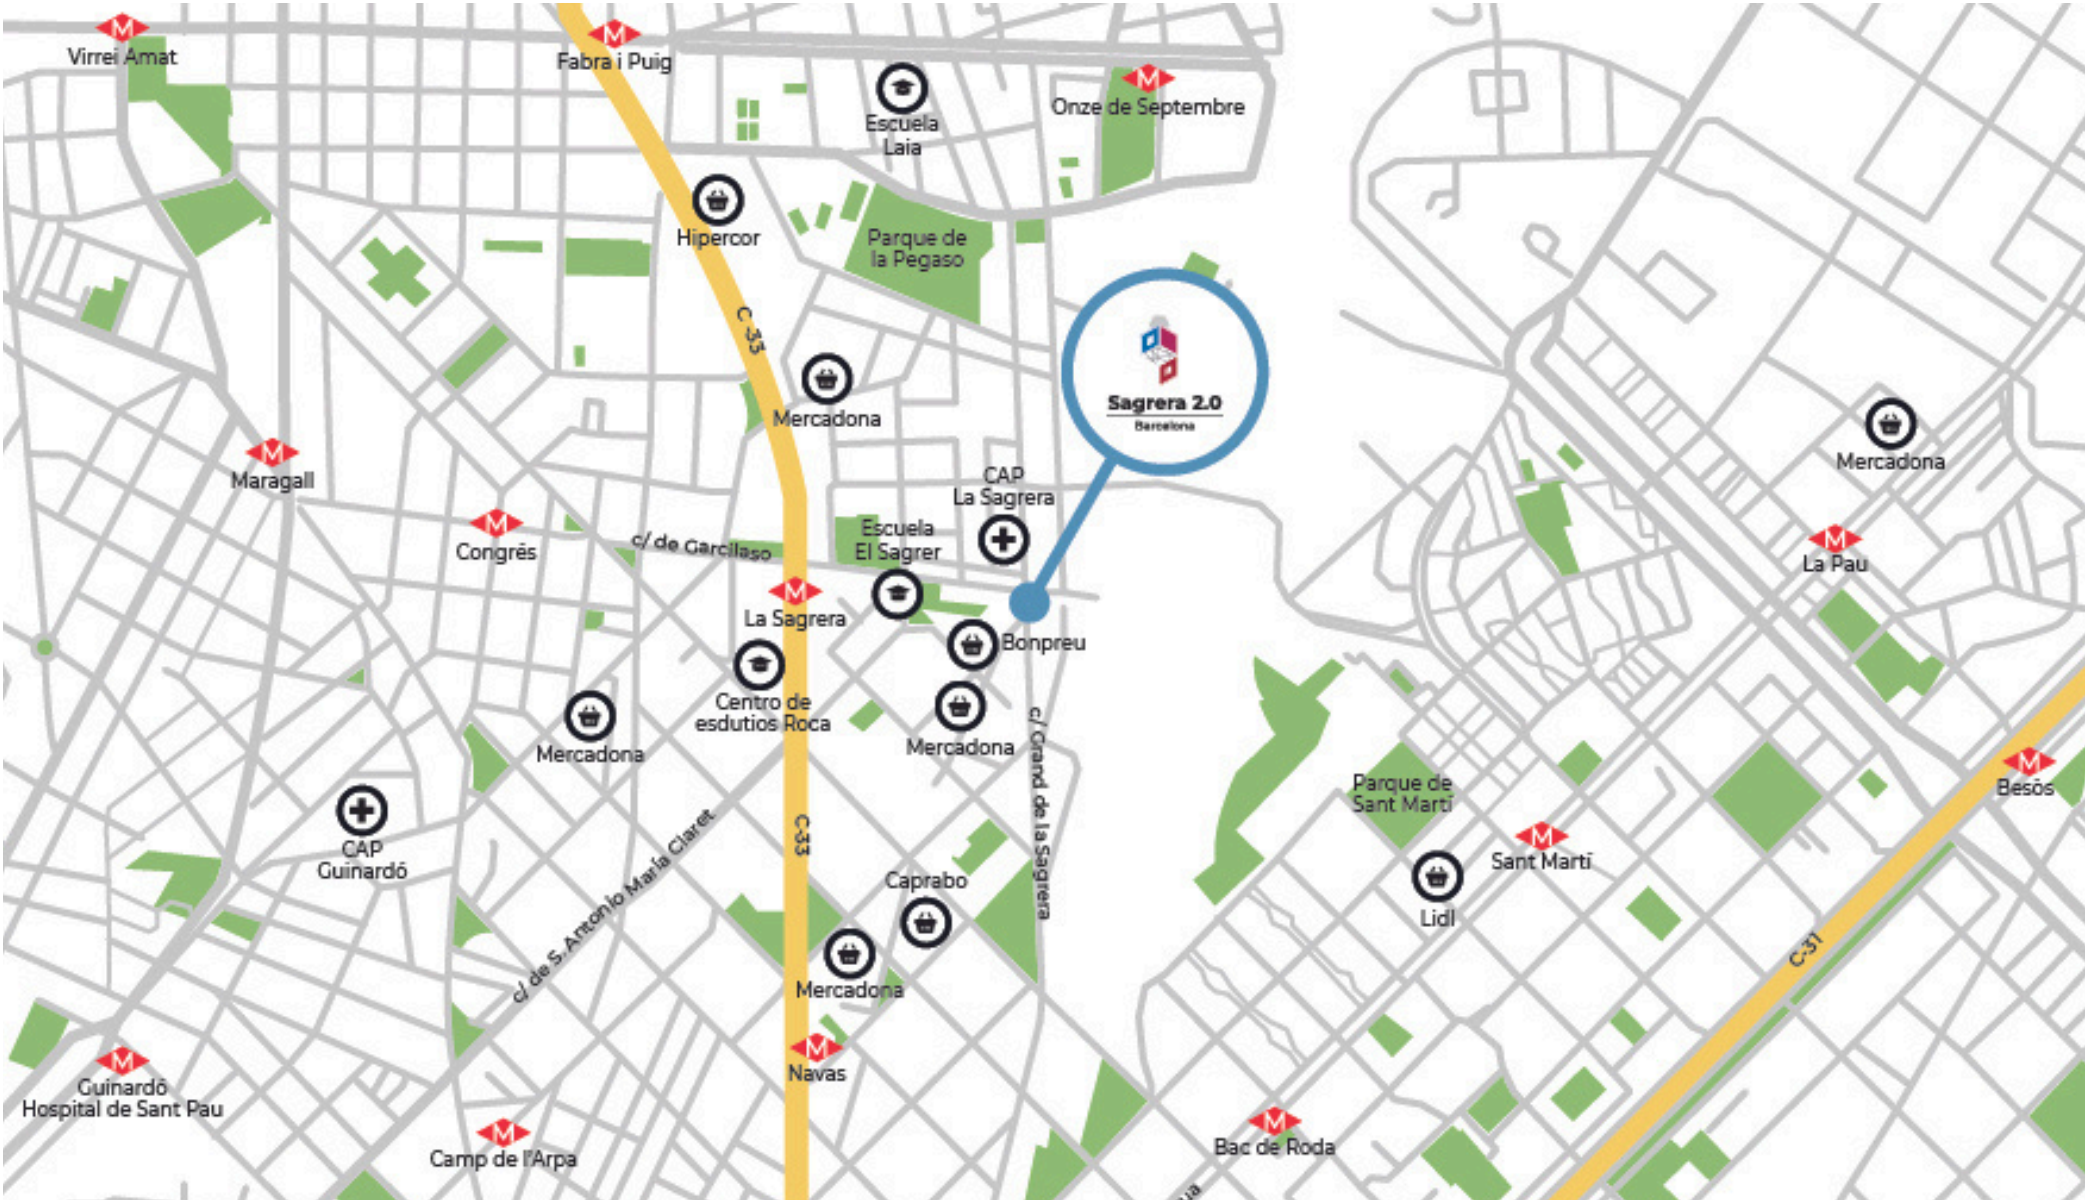 Virrei Amat
Fabra i Puig
Onze de Septembre
Escuela
Laia
Hipercor
Parque de
la Pegaso
C-33
Sagrera 2.0
Barcelona
Mercadona
Mercadona
Maragall
CAP
La Sagrera
Congrés
c/ de Garcilaso
Escuela
El Sagrer
La Pau
La Sagrera
Bonpreu
Centro de
esdutios Roca
Mercadona
Mercadona
c/ Grand de la Sagrera
Parque de
Sant Martí
Besòs
CAP
Guinardó
c/ de S. Antonio María Claret
C-33
Sant Martí
Caprabo
Lidl
C-31
Mercadona
Navas
Guinardó
Hospital de Sant Pau
Camp de l'Arpa
Bac de Roda